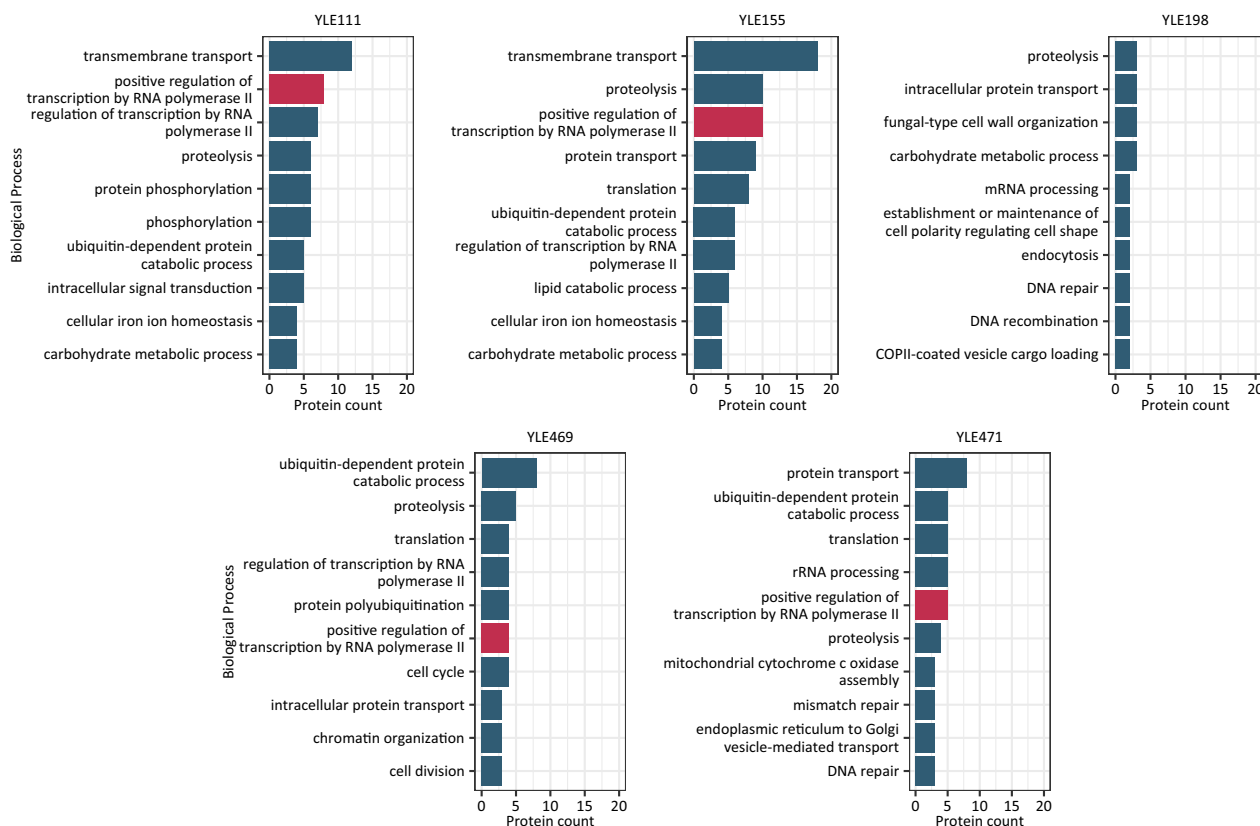 YLE111
transmembrane transport
positive regulation of
transcription by RNA polymerase II
regulation of transcription by RNA
polymerase II
proteolysis
protein phosphorylation
phosphorylation
ubiquitin-dependent protein
catabolic process
intracellular signal transduction
cellular iron ion homeostasis
carbohydrate metabolic process
Biological Process
0 5 10 15 20
Protein count
YLE155
transmembrane transport
proteolysis
positive regulation of
transcription by RNA polymerase II
protein transport
translation
ubiquitin-dependent protein
catabolic process
regulation of transcription by RNA
polymerase II
lipid catabolic process
cellular iron ion homeostasis
carbohydrate metabolic process
0 5 10 15 20
Protein count
YLE198
proteolysis
intracellular protein transport
fungal-type cell wall organization
carbohydrate metabolic process
mRNA processing
establishment or maintenance of
cell polarity regulating cell shape
endocytosis
DNA repair
DNA recombination
COPII-coated vesicle cargo loading
0 5 10 15 20
Protein count
YLE469
ubiquitin-dependent protein
catabolic process
proteolysis
translation
regulation of transcription by RNA
polymerase II
protein polyubiquitination
positive regulation of
transcription by RNA polymerase II
cell cycle
intracellular protein transport
chromatin organization
cell division
Biological Process
0 5 10 15 20
Protein count
YLE471
protein transport
ubiquitin-dependent protein
catabolic process
translation
rRNA processing
positive regulation of
transcription by RNA polymerase II
proteolysis
mitochondrial cytochrome c oxidase
assembly
mismatch repair
endoplasmic reticulum to Golgi
vesicle-mediated transport
DNA repair
0 5 10 15 20
Protein count